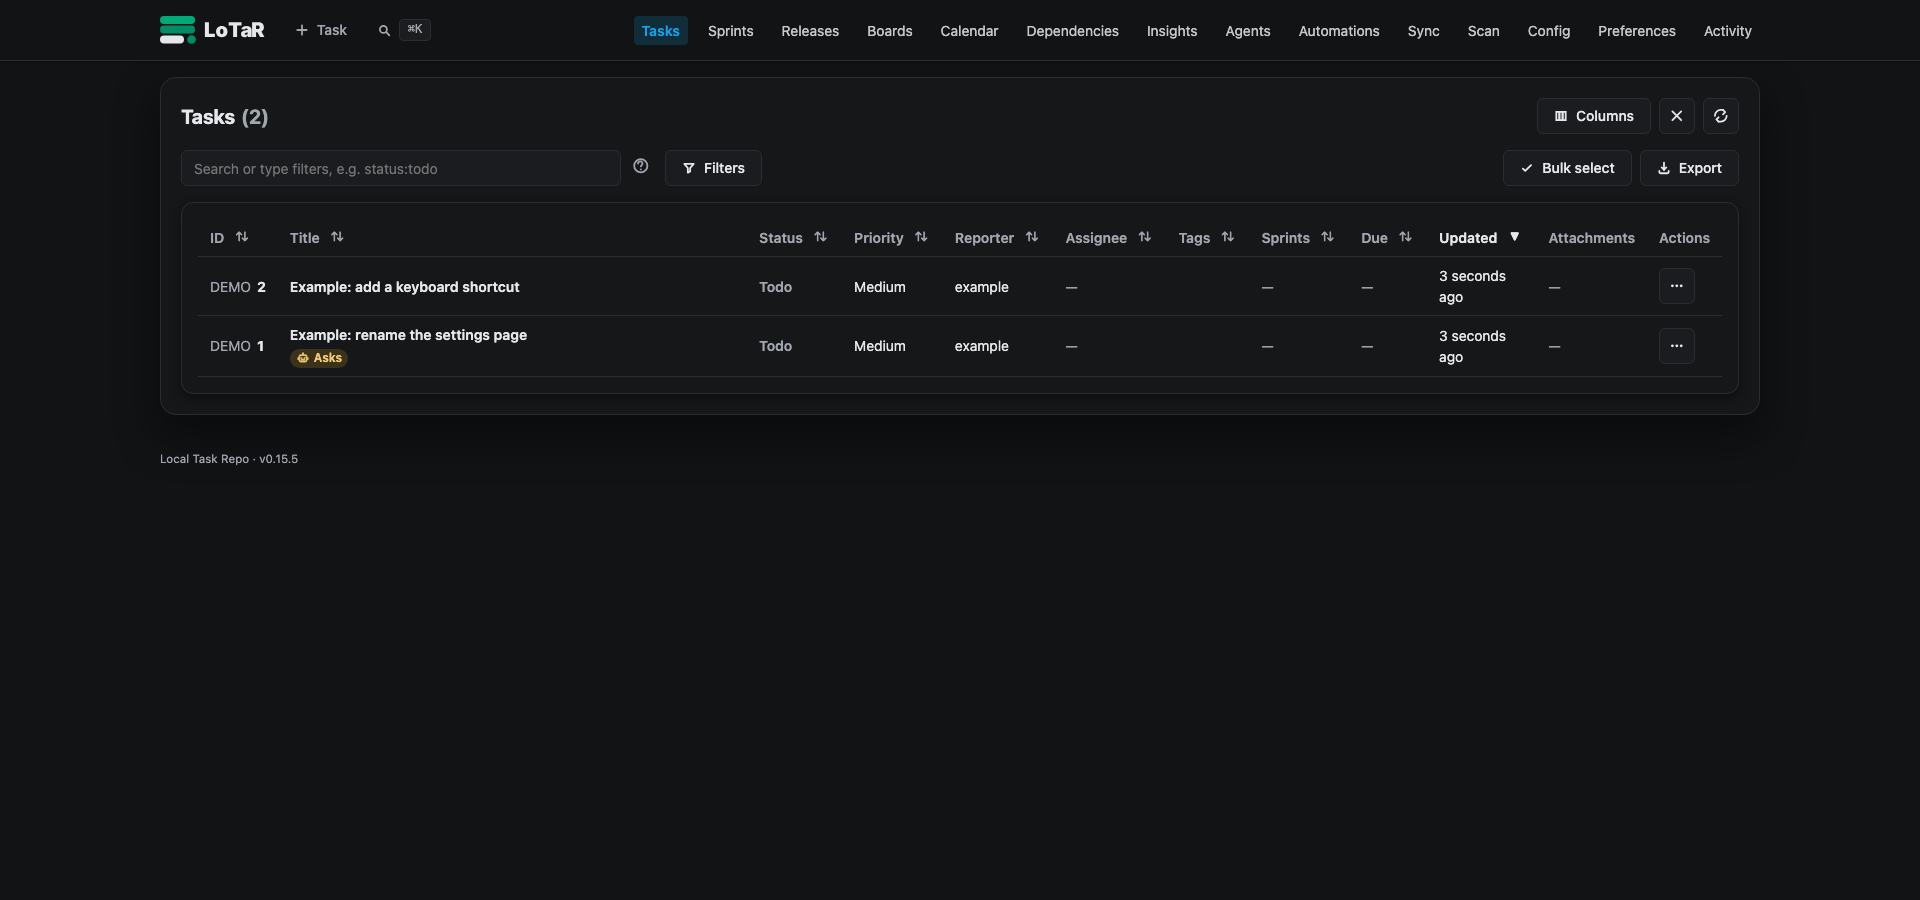 LoTaR
Task
⌘K
Tasks
Sprints
Releases
Boards
Calendar
Dependencies
Insights
Agents
Automations
Sync
Scan
Config
Preferences
Activity
Tasks (2)
Columns
Search or type filters, e.g. status:todo
Filters
Bulk select
Export
ID
Title
Status
Priority
Reporter
Assignee
Tags
Sprints
Due
Updated
Attachments
Actions
DEMO 2
Example: add a keyboard shortcut
Todo
Medium
example
—
—
—
3 seconds
ago
—
DEMO 1
Example: rename the settings page
Asks
Todo
Medium
example
—
—
—
3 seconds
ago
—
Local Task Repo · v0.15.5